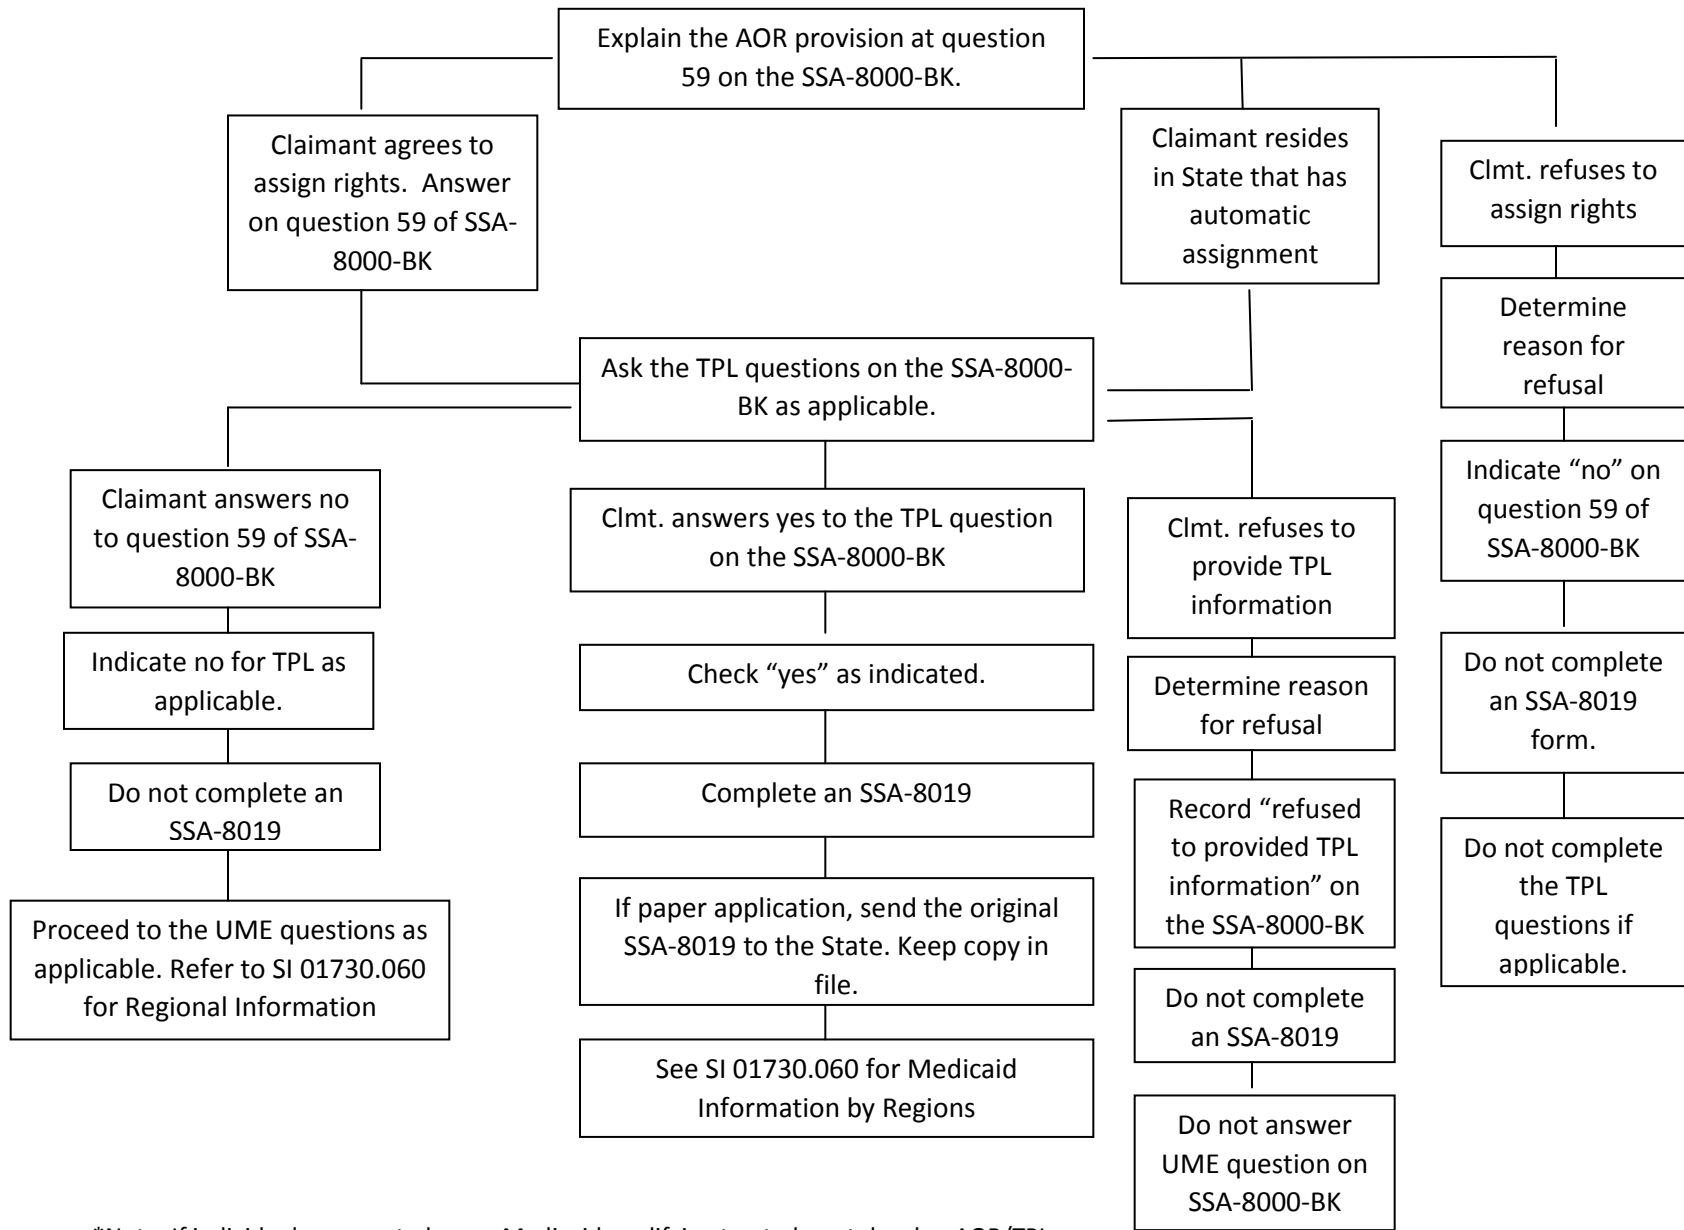 Explain the AOR provision at question
59 on the SSA-8000-BK.
Claimant agrees to
assign rights.  Answer
on question 59 of SSA-
8000-BK
Claimant resides
in State that has
automatic
assignment
Clmt. refuses to
assign rights
Determine
reason for
refusal
Ask the TPL questions on the SSA-8000-
BK as applicable.
Indicate “no” on
question 59 of
SSA-8000-BK
Claimant answers no
to question 59 of SSA-
8000-BK
Clmt. answers yes to the TPL question
on the SSA-8000-BK
Clmt. refuses to
provide TPL
information
Indicate no for TPL as
applicable.
Check “yes” as indicated.
Determine reason
for refusal
Do not complete
an SSA-8019
form.
Do not complete an
SSA-8019
Complete an SSA-8019
Record “refused
to provided TPL
information” on
the SSA-8000-BK
Do not complete
the TPL
questions if
applicable.
Proceed to the UME questions as
applicable. Refer to SI 01730.060
for Regional Information
If paper application, send the original
SSA-8019 to the State. Keep copy in
file.
Do not complete
an SSA-8019
See SI 01730.060 for Medicaid
Information by Regions
Do not answer
UME question on
SSA-8000-BK